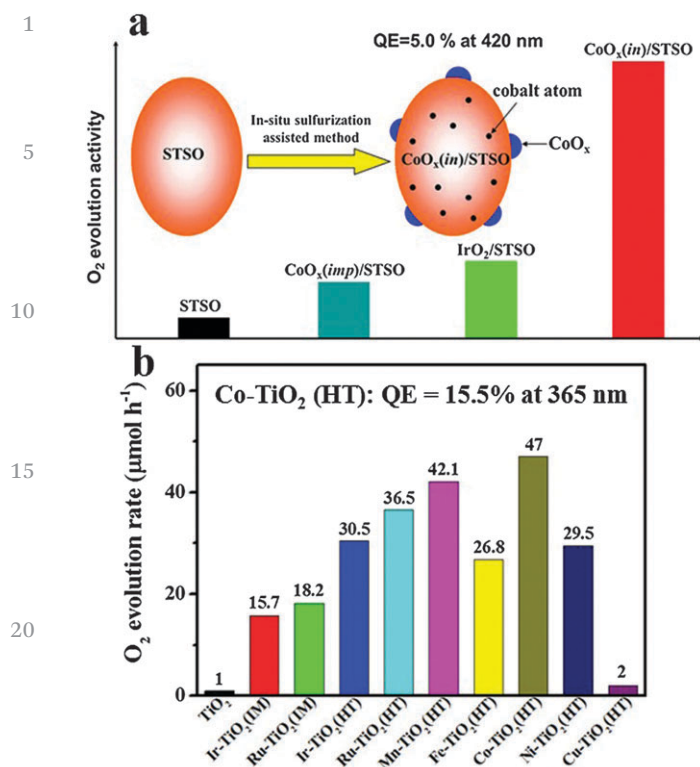 1
5
10
15
20
a
QE=5.0 % at 420 nm
CoOₓ(in)/STSO
O₂ evolution activity
STSO
In-situ sulfurization
assisted method
cobalt atom
CoOₓ
CoOₓ(in)/STSO
STSO
CoOₓ(imp)/STSO
IrO₂/STSO
b
Co-TiO₂ (HT): QE = 15.5% at 365 nm
O₂ evolution rate (μmol h⁻¹)
60
40
20
0
1
15.7
18.2
30.5
36.5
42.1
26.8
47
29.5
2
TiO₂
Ir-TiO₂(IM)
Ru-TiO₂(IM)
Ir-TiO₂(HT)
Ru-TiO₂(HT)
Mn-TiO₂(HT)
Fe-TiO₂(HT)
Co-TiO₂(HT)
Ni-TiO₂(HT)
Cu-TiO₂(HT)